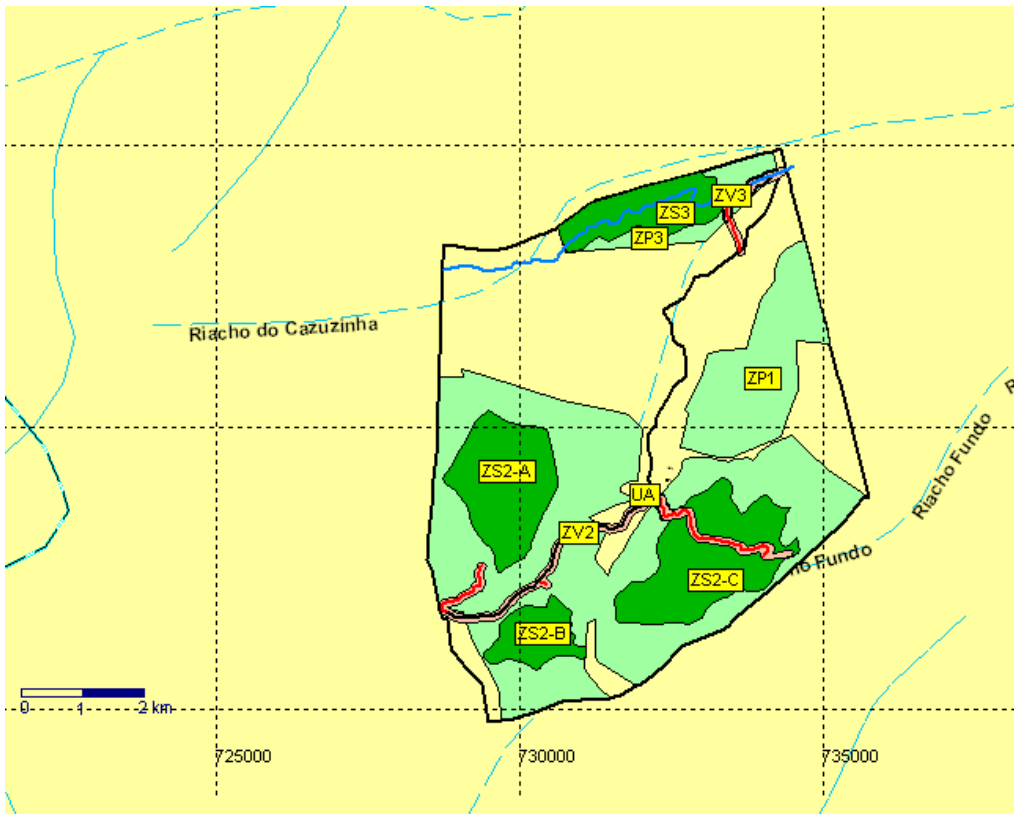 ZV3
ZS3
ZP3
Riacho do Cazuzinha
ZP1
Riacho Fundo
ZS2-A
UA
ZV2
ho Fundo
ZS2-C
ZS2-B
0 1 2 km
725000 730000 735000